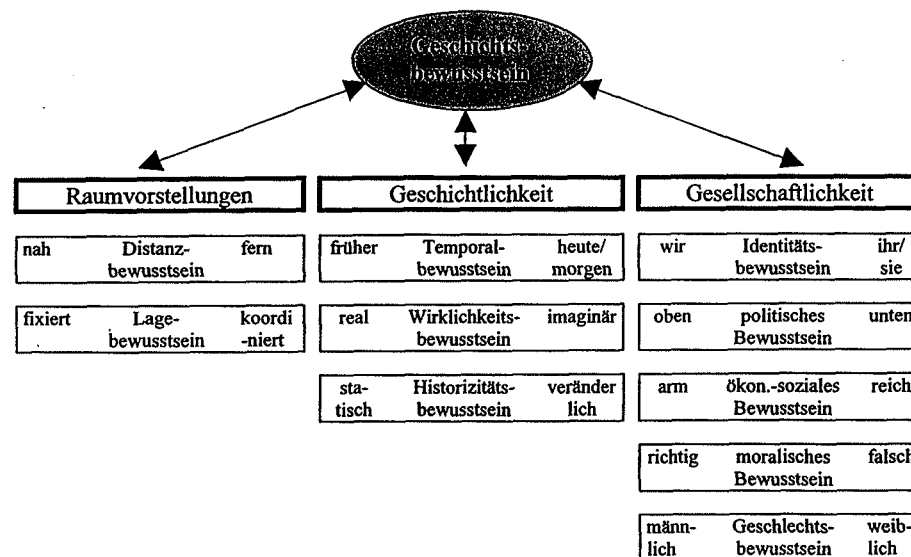 Geschichts-
bewusstsein
Raumvorstellungen
nah Distanz- fern
bewusstsein
fixiert Lage- koordi
bewusstsein -niert
Geschichtlichkeit
früher Temporal- heute/
bewusstsein morgen
real Wirklichkeits- imaginär
bewusstsein
sta- Historizitäts- veränder
tisch bewusstsein lich
Gesellschaftlichkeit
wir Identitäts- ihr/
bewusstsein sie
oben politisches unten
Bewusstsein
arm ökon.-soziales reich
Bewusstsein
richtig moralisches falsch
Bewusstsein
männ- Geschlechts- weib-
lich bewusstsein lich